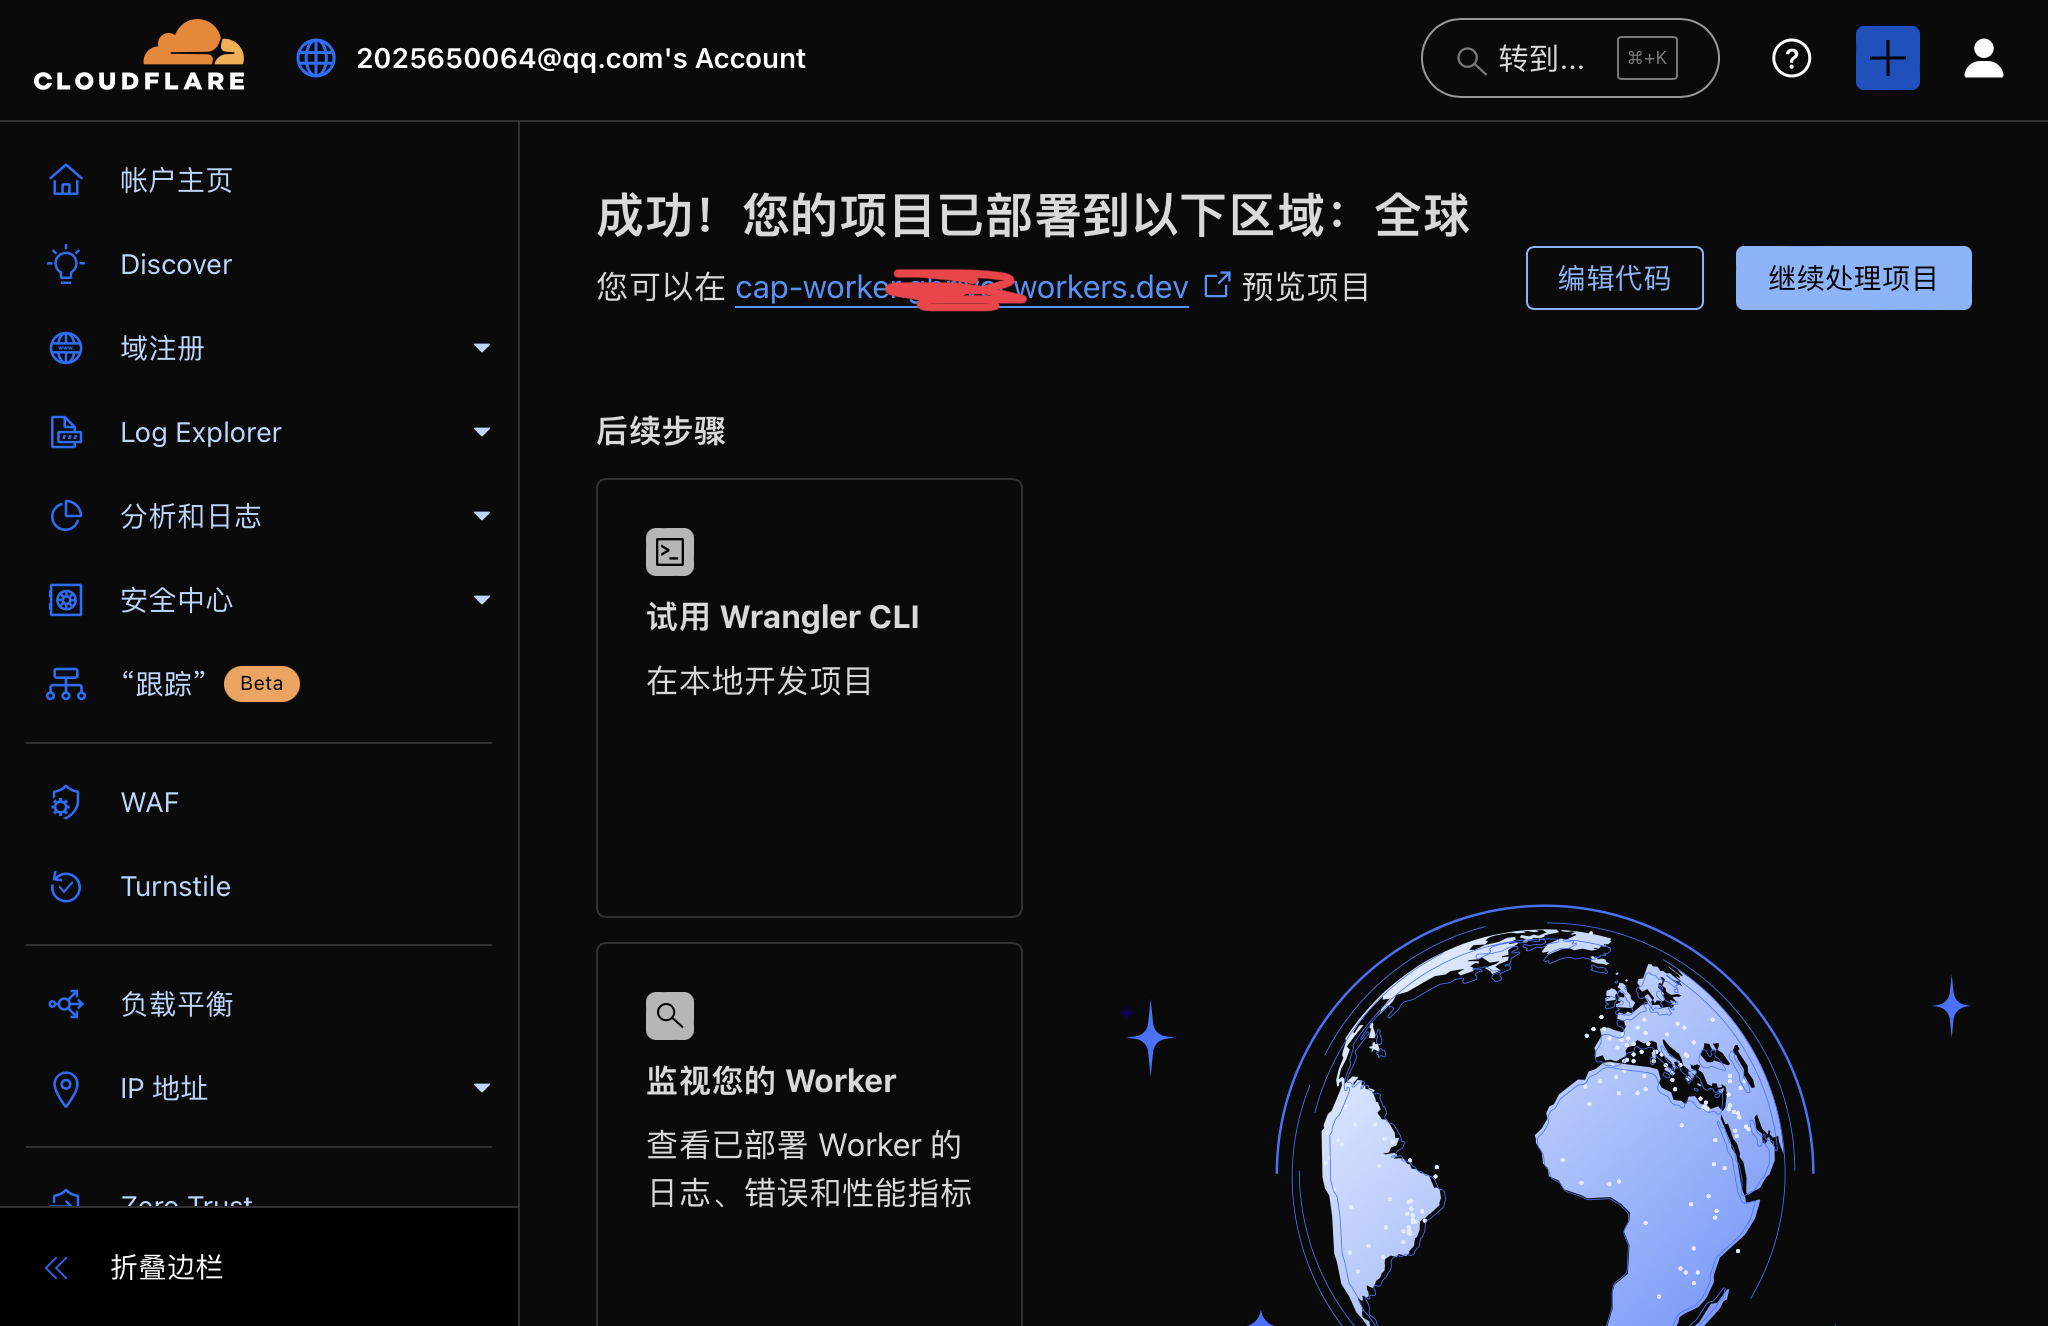 CLOUDFLARE
2025650064@qq.com's Account
转到...
⌘+K
帐户主页
Discover
域注册
Log Explorer
分析和日志
安全中心
“跟踪” Beta
WAF
Turnstile
负载平衡
IP 地址
Zero Trust
折叠边栏
成功！您的项目已部署到以下区域：全球
您可以在 cap-worker workers.dev 预览项目
编辑代码
继续处理项目
后续步骤
试用 Wrangler CLI
在本地开发项目
监视您的 Worker
查看已部署 Worker 的
日志、错误和性能指标